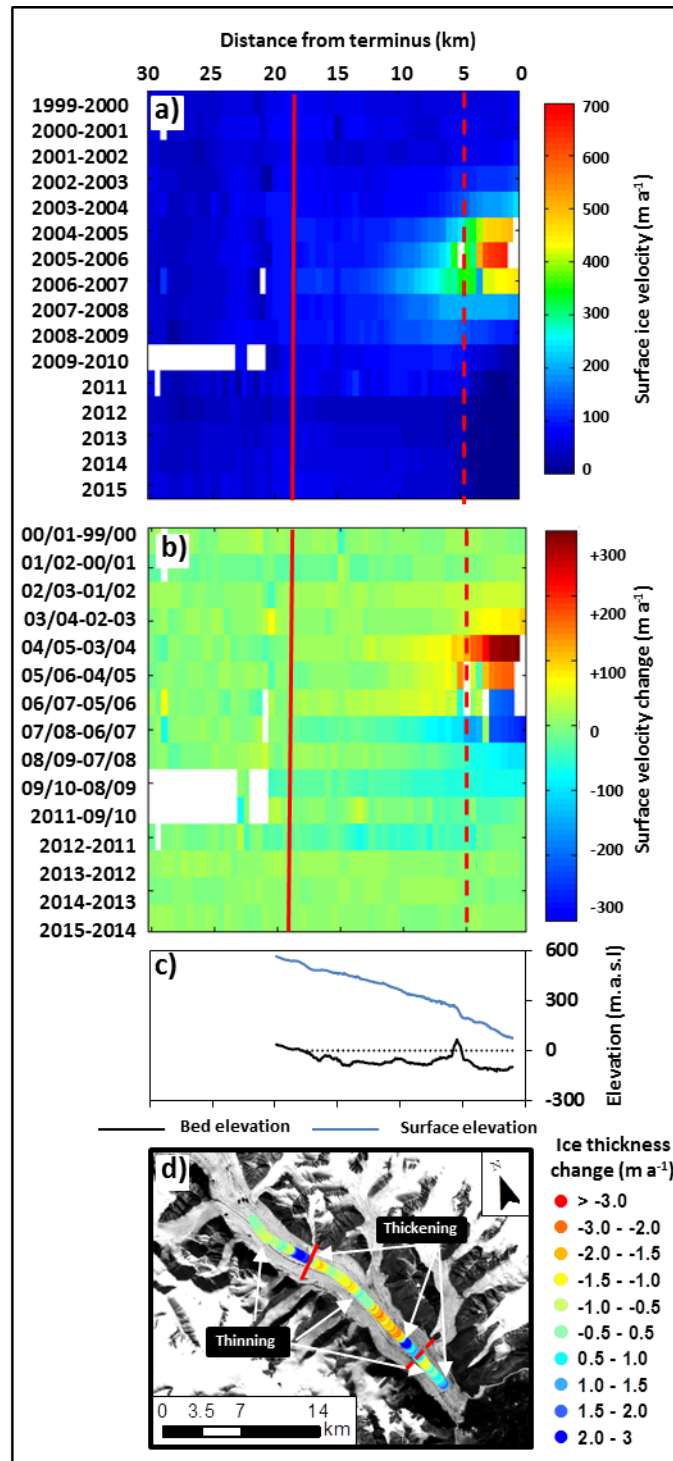 Distance from terminus (km)
30 25 20 15 10 5 0
a)
1999-2000
2000-2001
2001-2002
2002-2003
2003-2004
2004-2005
2005-2006
2006-2007
2007-2008
2008-2009
2009-2010
2011
2012
2013
2014
2015
700
600
500
400
300
200
100
0
Surface ice velocity (m a⁻¹)
b)
00/01-99/00
01/02-00/01
02/03-01/02
03/04-02-03
04/05-03/04
05/06-04/05
06/07-05/06
07/08-06/07
08/09-07/08
09/10-08/09
2011-09/10
2012-2011
2013-2012
2014-2013
2015-2014
+300
+200
+100
0
-100
-200
-300
Surface velocity change (m a⁻¹)
c)
600
300
0
-300
Elevation (m. a. s. l)
Bed elevation Surface elevation
d)
N
Thickening
Thinning
0 3.5 7 14
km
Ice thickness
change (m a⁻¹)
> -3.0
-3.0 - -2.0
-2.0 - -1.5
-1.5 - -1.0
-1.0 - -0.5
-0.5 - 0.5
0.5 - 1.0
1.0 - 1.5
1.5 - 2.0
2.0 - 3